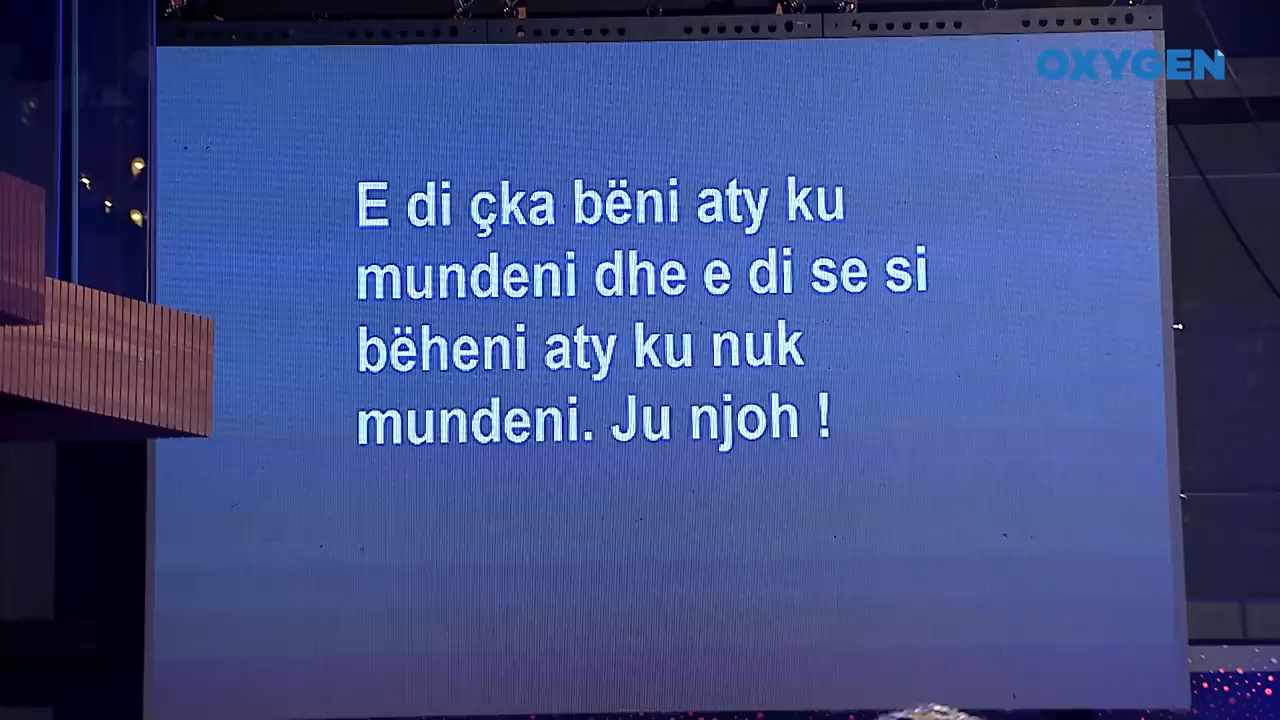 OXYGEN
E di çka bëni aty ku
mundeni dhe e di se si
bëheni aty ku nuk
mundeni. Ju njoh !